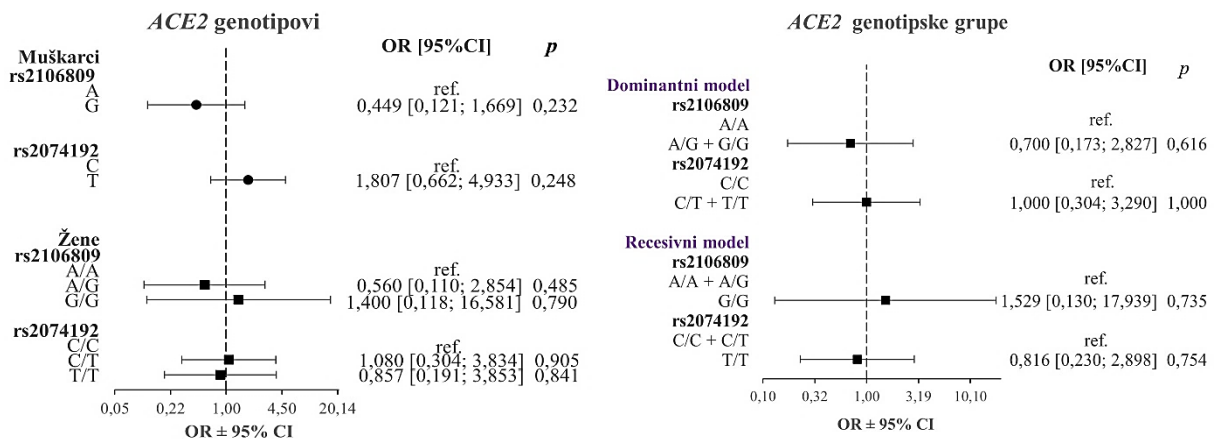 ACE2 genotipovi
OR [95%CI] p
Muškarci
rs2106809
A ref.
G 0,449 [0,121; 1,669] 0,232
rs2074192
C ref.
T 1,807 [0,662; 4,933] 0,248
Žene
rs2106809
A/A ref.
A/G 0,560 [0,110; 2,854] 0,485
G/G 1,400 [0,118; 16,581] 0,790
rs2074192
C/C ref.
C/T 1,080 [0,304; 3,834] 0,905
T/T 0,857 [0,191; 3,853] 0,841
0,05 0,22 1,00 4,50 20,14
OR ± 95% CI
ACE2 genotipske grupe
OR [95%CI] p
Dominantni model
rs2106809
A/A ref.
A/G + G/G 0,700 [0,173; 2,827] 0,616
rs2074192
C/C ref.
C/T + T/T 1,000 [0,304; 3,290] 1,000
Recesivni model
rs2106809
A/A + A/G ref.
G/G 1,529 [0,130; 17,939] 0,735
rs2074192
C/C + C/T ref.
T/T 0,816 [0,230; 2,898] 0,754
0,10 0,32 1,00 3,19 10,10
OR ± 95% CI